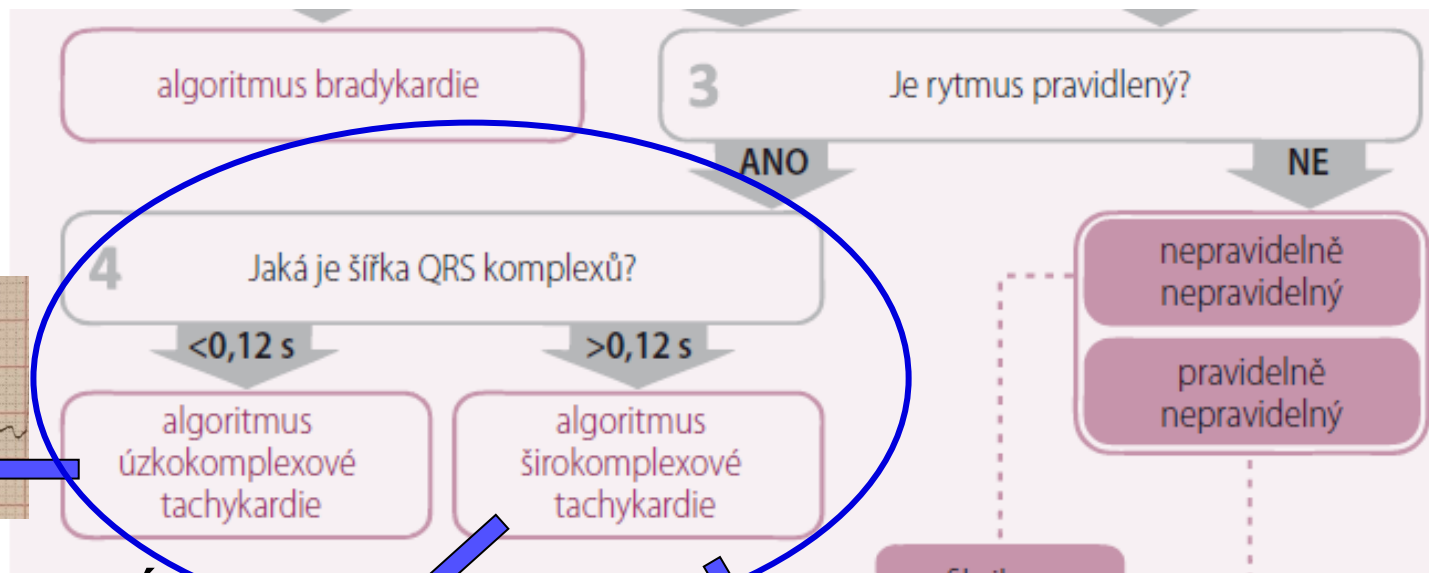 algoritmus bradykardie
3 Je rytmus pravidlený?
ANO
NE
4 Jaká je šířka QRS komplexů?
<0,12 s
>0,12 s
algoritmus
úzkokomplexové
tachykardie
algoritmus
širokomplexové
tachykardie
nepravidelně
nepravidelný
pravidelně
nepravidelný